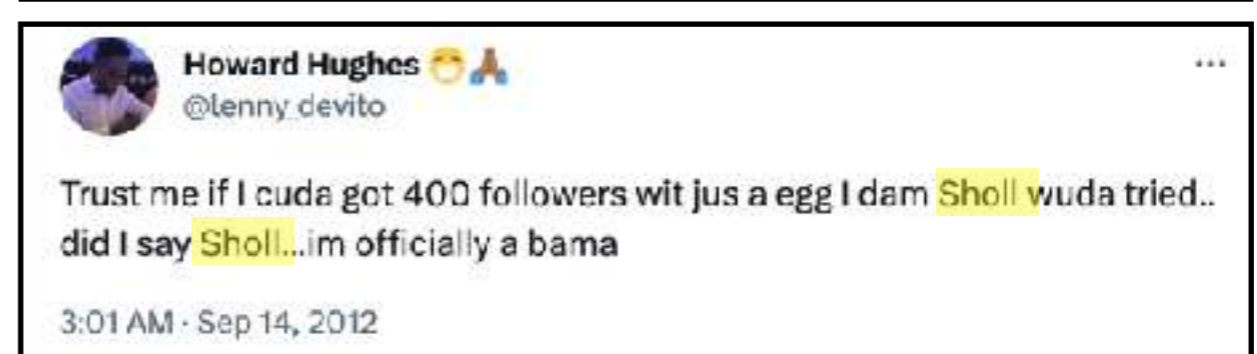 Howard Hughes 😷🙏🏾
@lenny devito
...
Trust me if I cuda got 400 followers wit jus a egg I dam Sholl wuda tried..
did I say Sholl...im officially a bama
3:01 AM · Sep 14, 2012